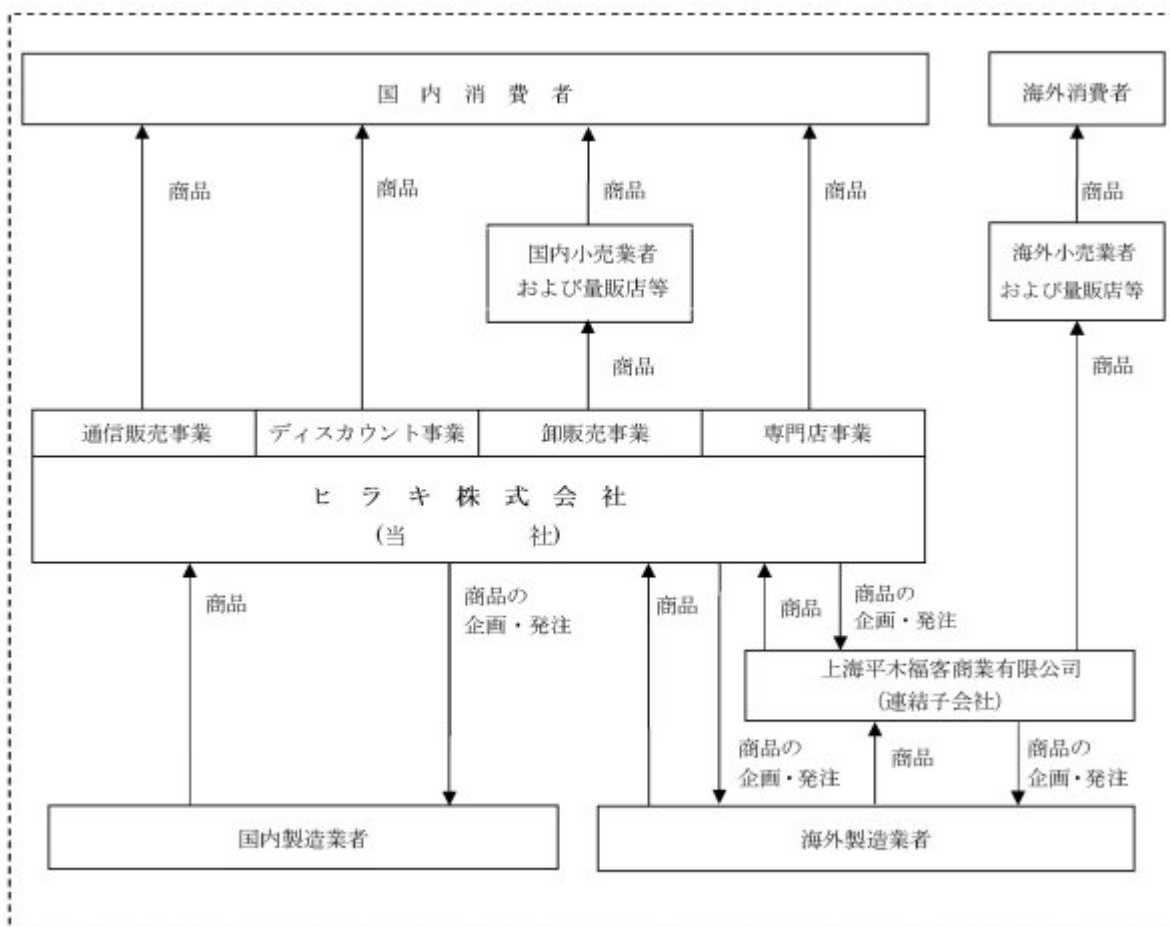 国 内 消 費 者
海外消費者
商品
商品
商品
商品
商品
国内小売業者
および量販店等
海外小売業者
および量販店等
商品
商品
通信販売事業
ディスカウント事業
卸販売事業
専門店事業
ヒ ラ キ 株 式 会 社
(当 社)
商品
商品の
企画・発注
商品
商品
商品の
企画・発注
上海平木福客商業有限公司
(連結子会社)
商品の
企画・発注
商品
商品の
企画・発注
国内製造業者
海外製造業者